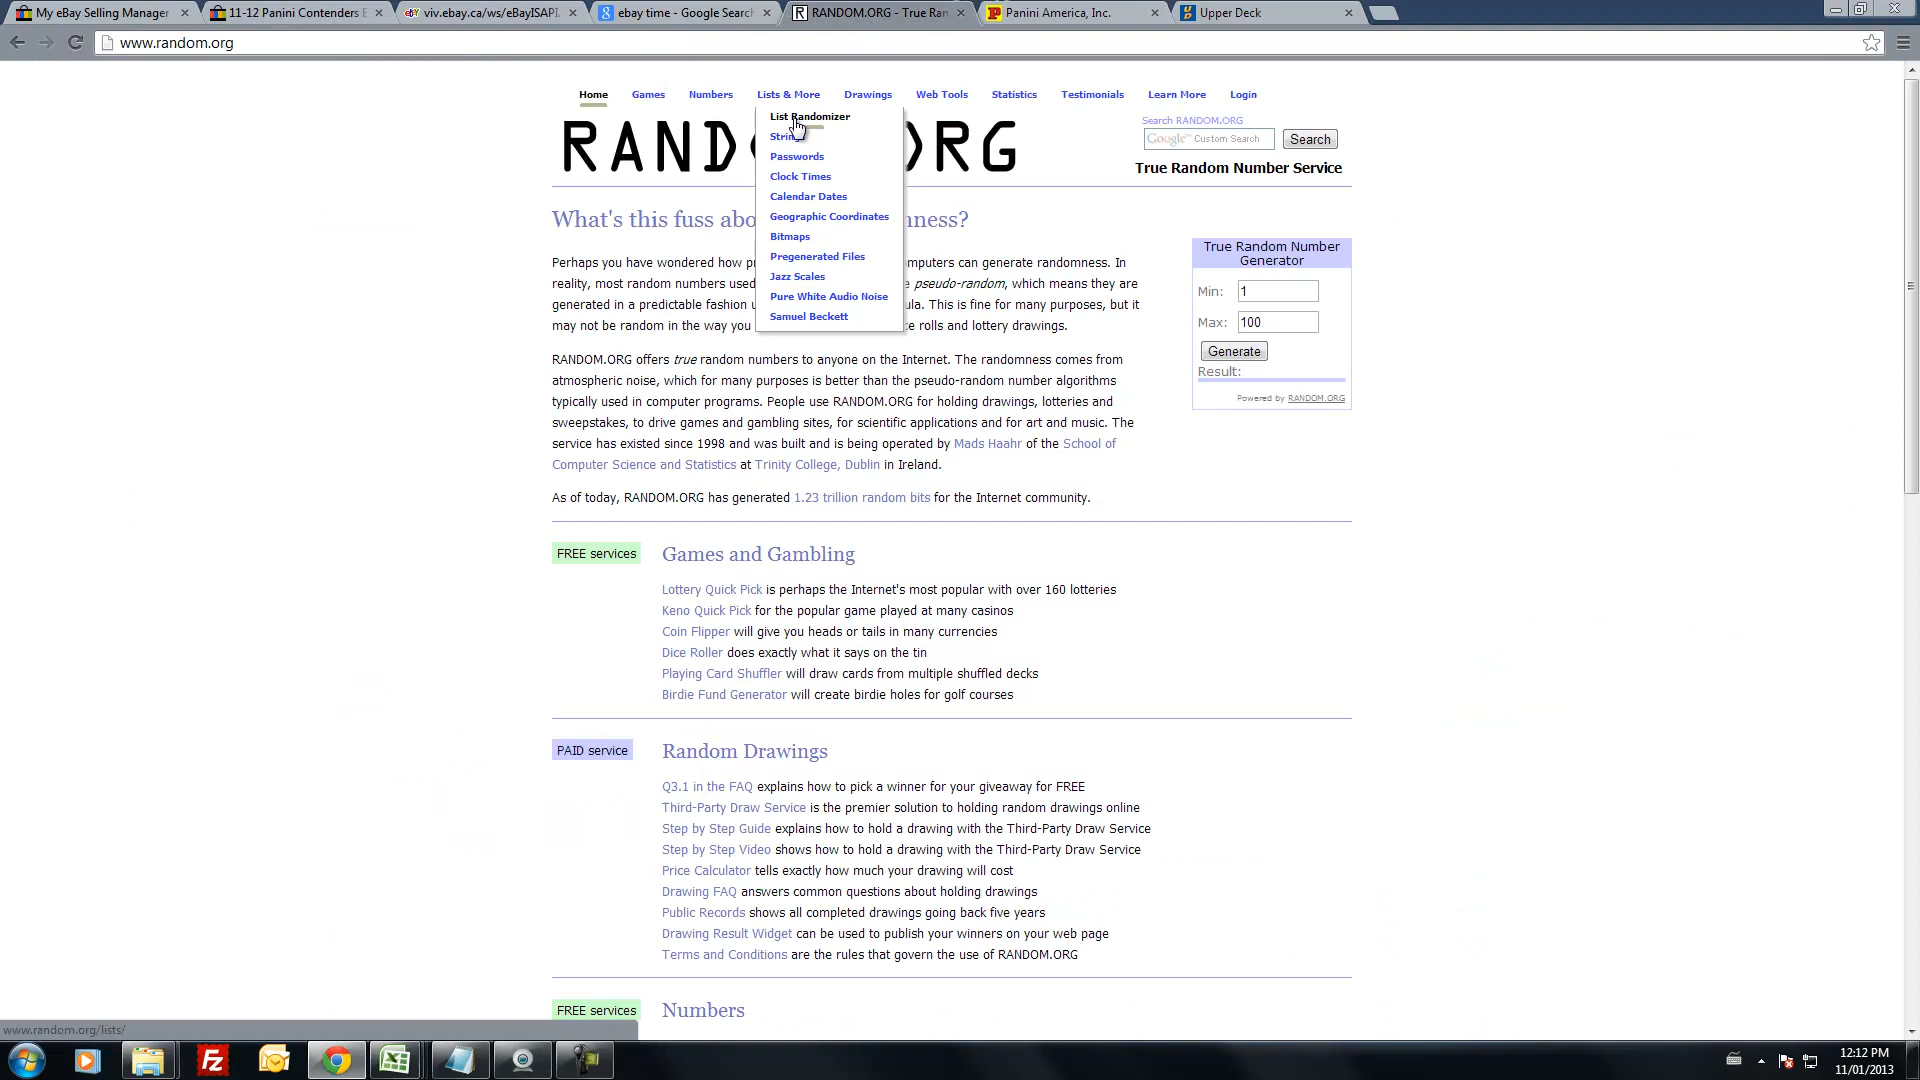 My eBay Selling Manager
11-12 Panini Contenders B
viv.ebay.ca/ws/eBayISAPI.
ebay time - Google Search
RANDOM.ORG - True Ran
Panini America, Inc.
Upper Deck
www.random.org
Home
Games
Numbers
Lists & More
Drawings
Web Tools
Statistics
Testimonials
Learn More
Login
List Randomizer
Strings
Passwords
Clock Times
Calendar Dates
Geographic Coordinates
Bitmaps
Pregenerated Files
Jazz Scales
Pure White Audio Noise
Samuel Beckett
RAND RG
Search RANDOM.ORG
Google™ Custom Search
Search
True Random Number Service
What's this fuss abo nness?
Perhaps you have wondered how pr mputers can generate randomness. In
reality, most random numbers used pseudo-random, which means they are
generated in a predictable fashion u ula. This is fine for many purposes, but it
may not be random in the way you ce rolls and lottery drawings.
RANDOM.ORG offers true random numbers to anyone on the Internet. The randomness comes from
atmospheric noise, which for many purposes is better than the pseudo-random number algorithms
typically used in computer programs. People use RANDOM.ORG for holding drawings, lotteries and
sweepstakes, to drive games and gambling sites, for scientific applications and for art and music. The
service has existed since 1998 and was built and is being operated by Mads Haahr of the School of
Computer Science and Statistics at Trinity College, Dublin in Ireland.
As of today, RANDOM.ORG has generated 1.23 trillion random bits for the Internet community.
True Random Number
Generator
Min: 1
Max: 100
Generate
Result:
Powered by RANDOM.ORG
FREE services
Games and Gambling
Lottery Quick Pick is perhaps the Internet's most popular with over 160 lotteries
Keno Quick Pick for the popular game played at many casinos
Coin Flipper will give you heads or tails in many currencies
Dice Roller does exactly what it says on the tin
Playing Card Shuffler will draw cards from multiple shuffled decks
Birdie Fund Generator will create birdie holes for golf courses
PAID service
Random Drawings
Q3.1 in the FAQ explains how to pick a winner for your giveaway for FREE
Third-Party Draw Service is the premier solution to holding random drawings online
Step by Step Guide explains how to hold a drawing with the Third-Party Draw Service
Step by Step Video shows how to hold a drawing with the Third-Party Draw Service
Price Calculator tells exactly how much your drawing will cost
Drawing FAQ answers common questions about holding drawings
Public Records shows all completed drawings going back five years
Drawing Result Widget can be used to publish your winners on your web page
Terms and Conditions are the rules that govern the use of RANDOM.ORG
FREE services
Numbers
www.random.org/lists/
12:12 PM
11/01/2013